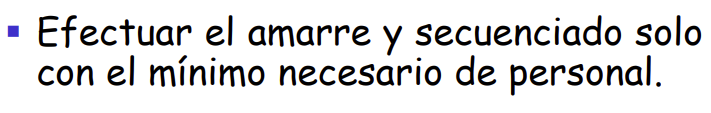 ▪ Efectuar el amarre y secuenciado solo
con el mínimo necesario de personal.